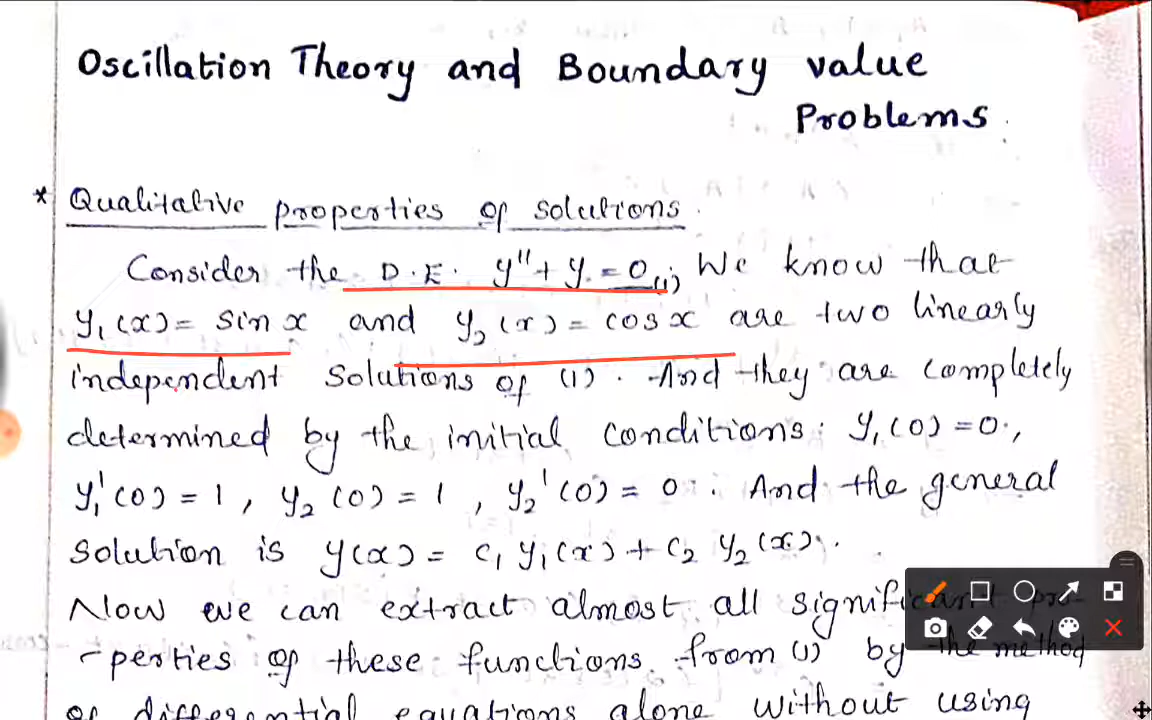 Oscillation Theory and Boundary value
Problems.
* Qualitative properties of solutions.
Consider the D.E. y''+y=0 (1) We know that
y₁(x)= sin x and y₂(x)= cos x are two linearly
independent solutions of (1). And they are completely
determined by the initial conditions: y₁(0)=0,
y₁'(0)=1, y₂(0)=1, y₂'(0)=0. And the general
solution is y(x)= c₁ y₁(x)+ c₂ y₂(x).
Now we can extract almost all significant pro-
-perties of these functions from (1) by the method
of differential equations alone without using